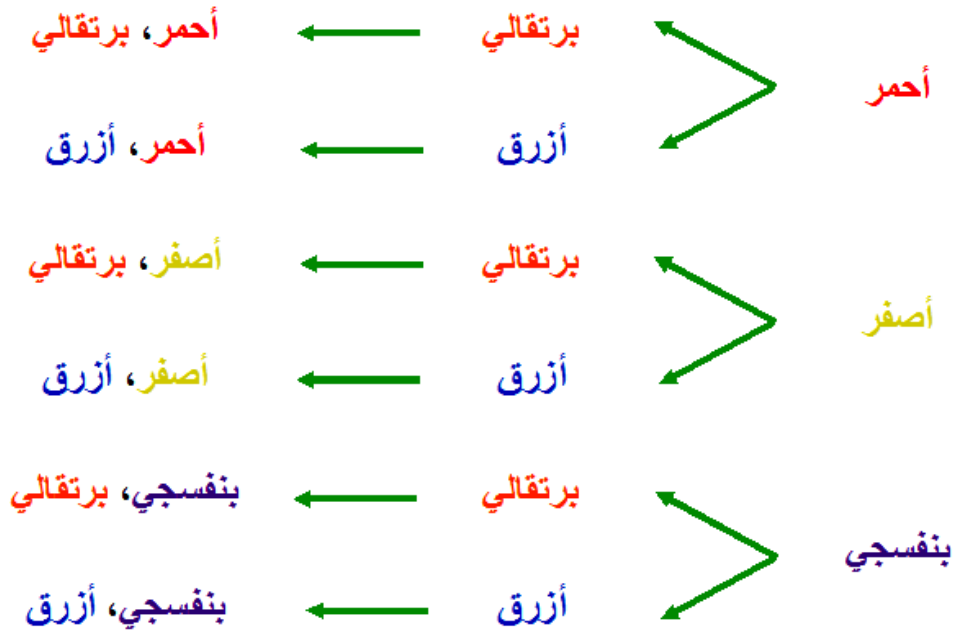 برتقالي أحمر، برتقالي
أحمر
أزرق أحمر، أزرق
برتقالي أصفر، برتقالي
أصفر
أزرق أصفر، أزرق
برتقالي بنفسجي، برتقالي
بنفسجي
أزرق بنفسجي، أزرق